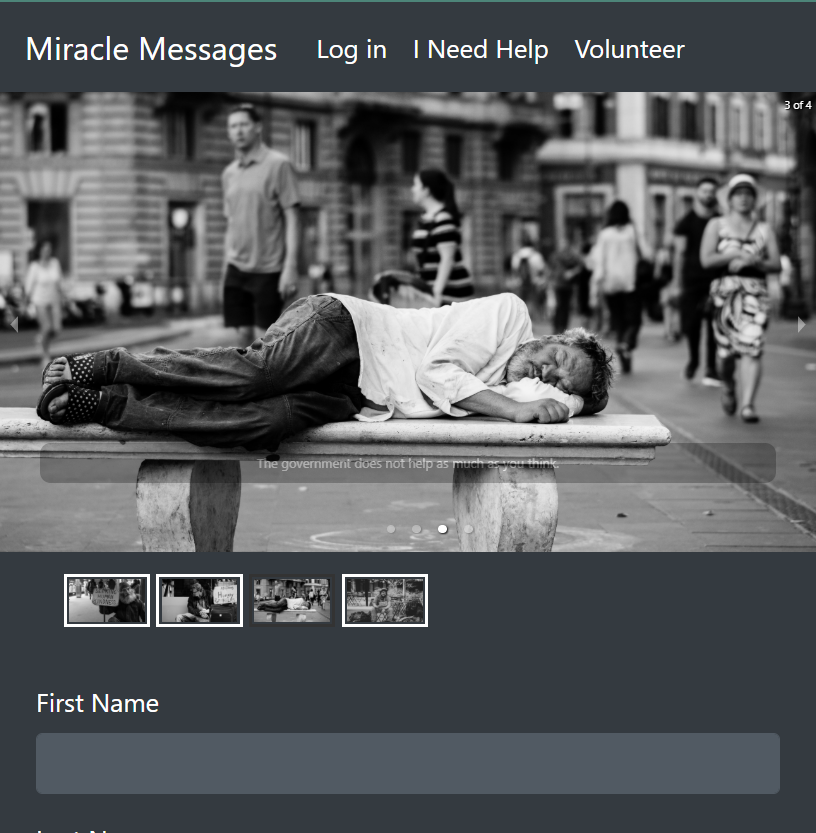 Miracle Messages
Log in
I Need Help
Volunteer
3 of 4
The government does not help as much as you think.
First Name